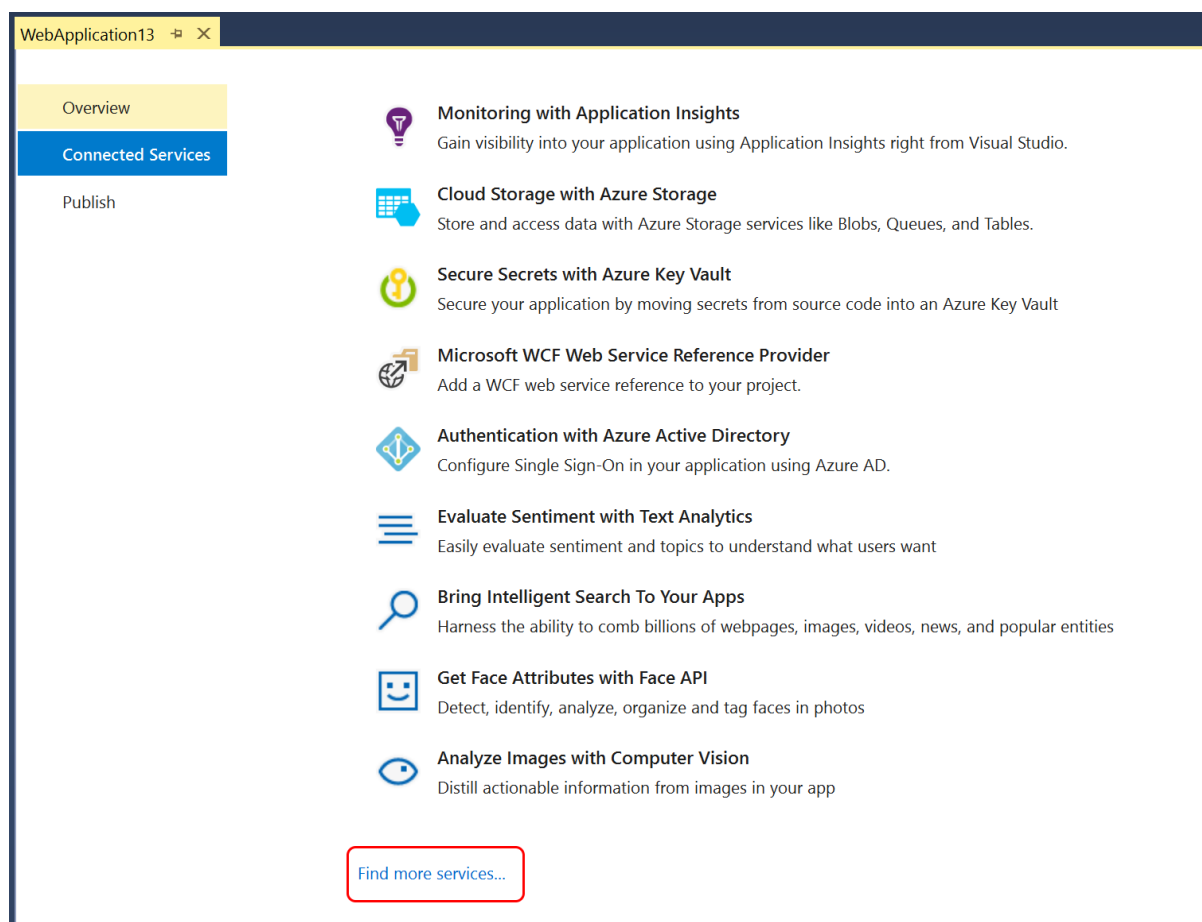 WebApplication13
Overview
Connected Services
Publish
Monitoring with Application Insights
Gain visibility into your application using Application Insights right from Visual Studio.
Cloud Storage with Azure Storage
Store and access data with Azure Storage services like Blobs, Queues, and Tables.
Secure Secrets with Azure Key Vault
Secure your application by moving secrets from source code into an Azure Key Vault
Microsoft WCF Web Service Reference Provider
Add a WCF web service reference to your project.
Authentication with Azure Active Directory
Configure Single Sign-On in your application using Azure AD.
Evaluate Sentiment with Text Analytics
Easily evaluate sentiment and topics to understand what users want
Bring Intelligent Search To Your Apps
Harness the ability to comb billions of webpages, images, videos, news, and popular entities
Get Face Attributes with Face API
Detect, identify, analyze, organize and tag faces in photos
Analyze Images with Computer Vision
Distill actionable information from images in your app
Find more services...